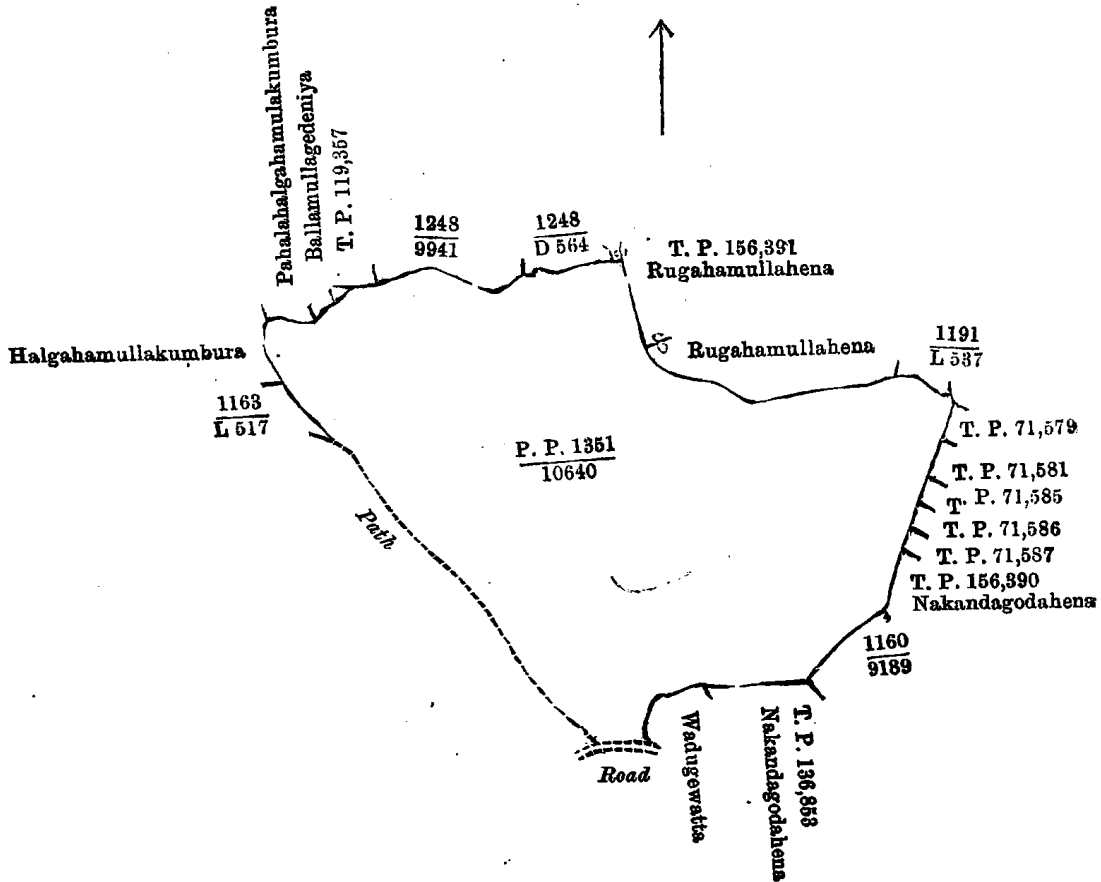 Pahalahalgahamulakumbura
Ballamullagedeniya
T. P. 119,357
1248
9941
1248
D 564
T. P. 156,391
Rugahamullahena
Halgahamullakumbura
Rugahamullahena
1191
L 537
1163
L 517
T. P. 71,579
P. P. 1351
10640
T. P. 71,581
T. P. 71,585
Path
T. P. 71,586
T. P. 71,587
T. P. 156,390
Nakandagodahena
1160
9189
Wadugewatta
T. P. 136,853
Nakandagodahena
Road